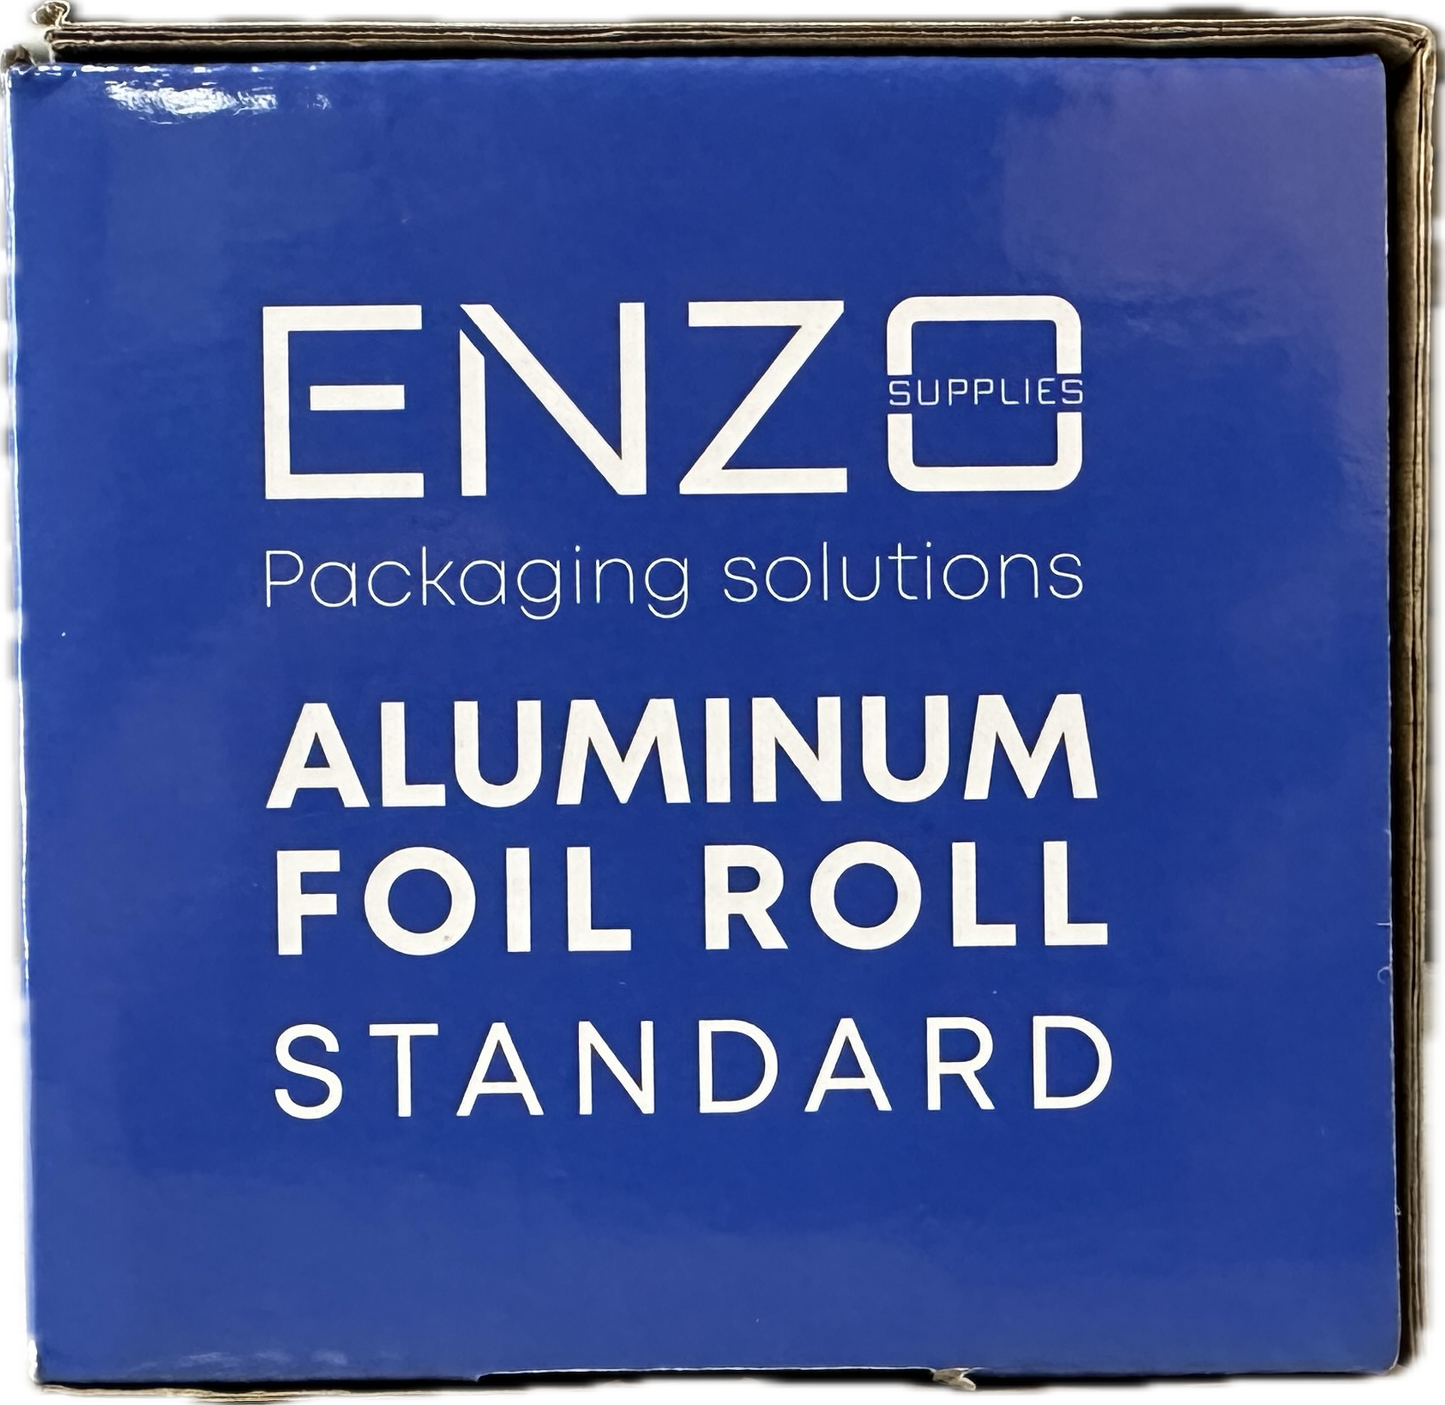 ENZO
SUPPLIES
Packaging solutions
ALUMINUM
FOIL ROLL
STANDARD